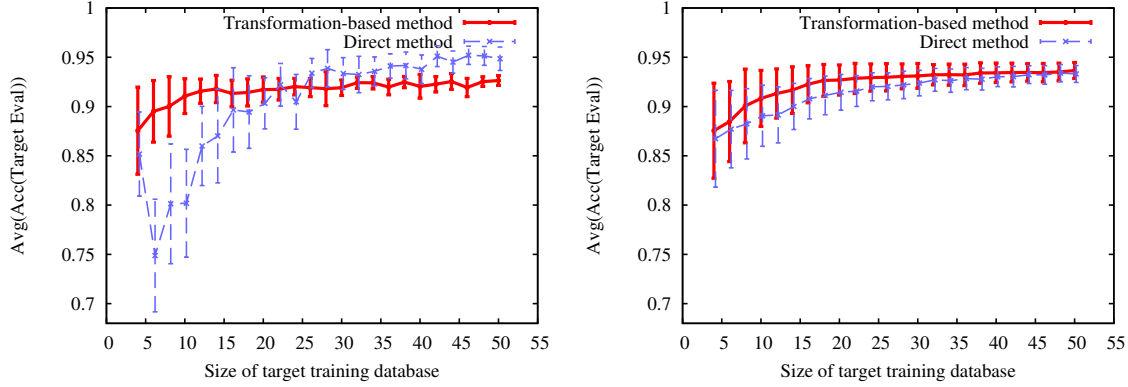 Transformation-based method
Direct method
1
0.95
0.9
0.85
0.8
0.75
0.7
Avg(Acc(Target Eval))
0 5 10 15 20 25 30 35 40 45 50 55
Size of target training database
Transformation-based method
Direct method
1
0.95
0.9
0.85
0.8
0.75
0.7
Avg(Acc(Target Eval))
0 5 10 15 20 25 30 35 40 45 50 55
Size of target training database